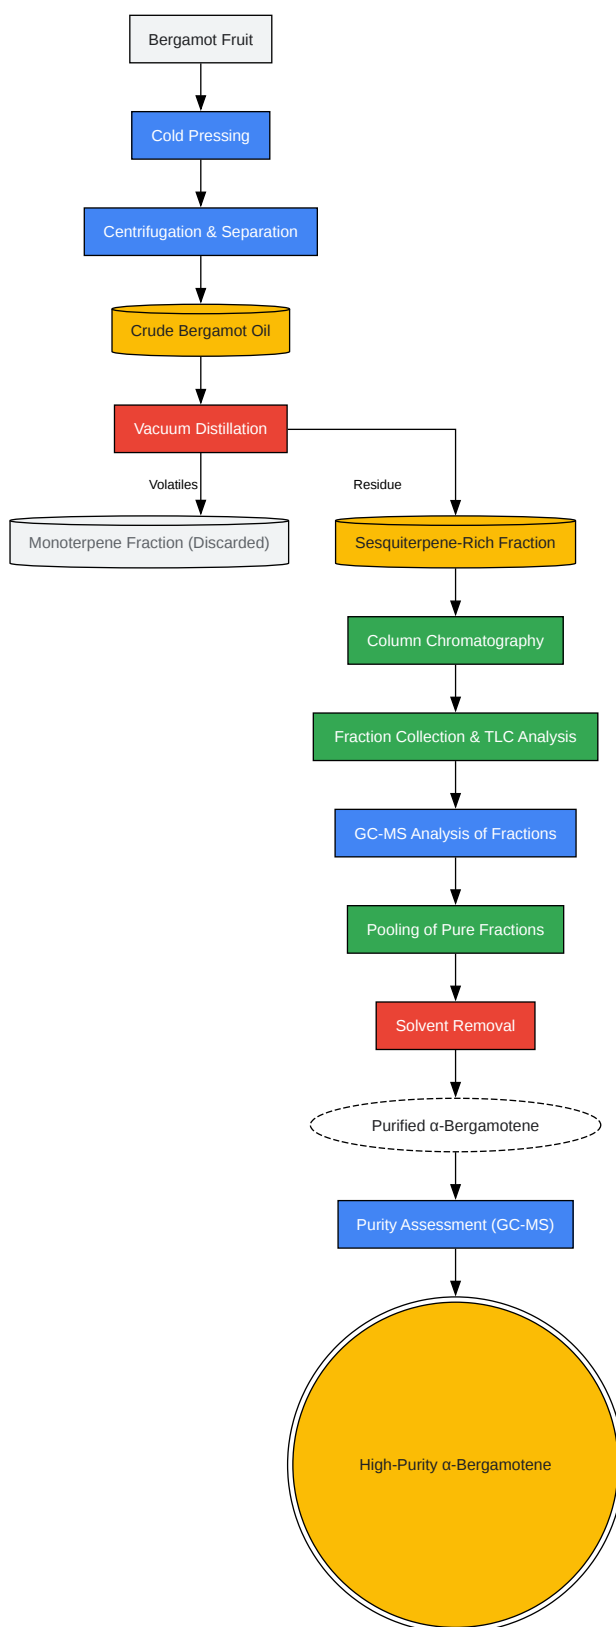 Bergamot Fruit
Cold Pressing
Centrifugation & Separation
Crude Bergamot Oil
Vacuum Distillation
Volatiles
Residue
Monoterpene Fraction (Discarded)
Sesquiterpene-Rich Fraction
Column Chromatography
Fraction Collection & TLC Analysis
GC-MS Analysis of Fractions
Pooling of Pure Fractions
Solvent Removal
Purified α-Bergamotene
Purity Assessment (GC-MS)
High-Purity α-Bergamotene